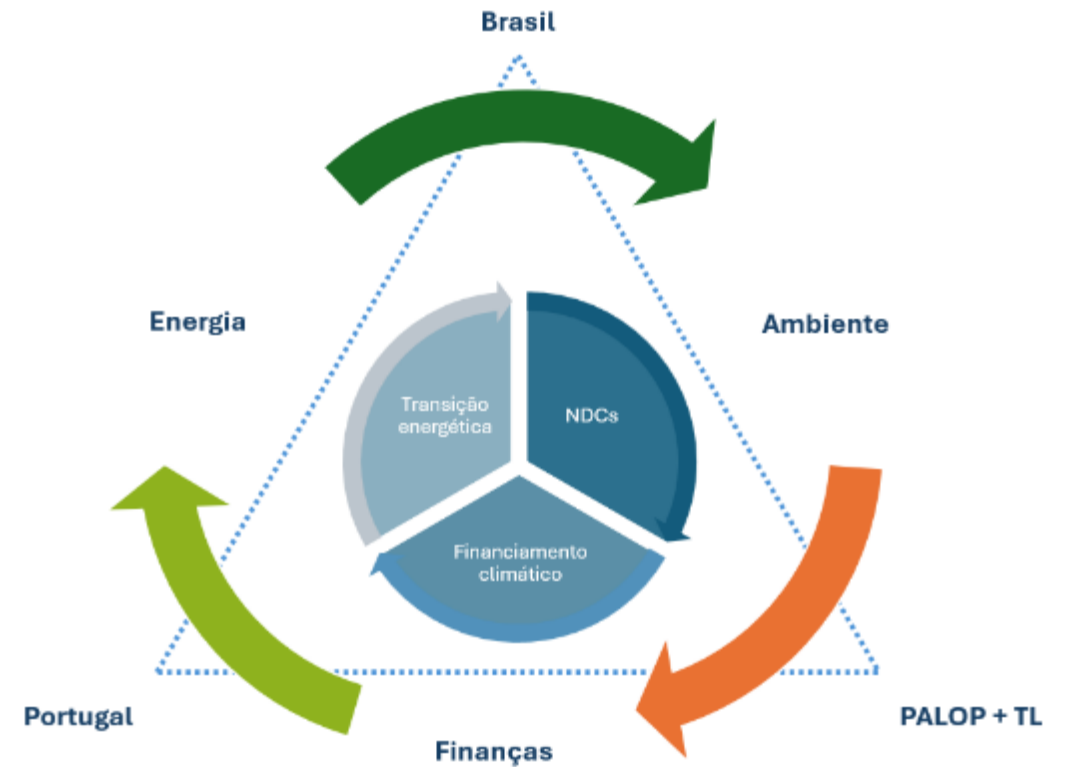 Brasil
Energia
Ambiente
Transição
energética
NDCs
Financiamento
climático
Portugal
PALOP + TL
Finanças